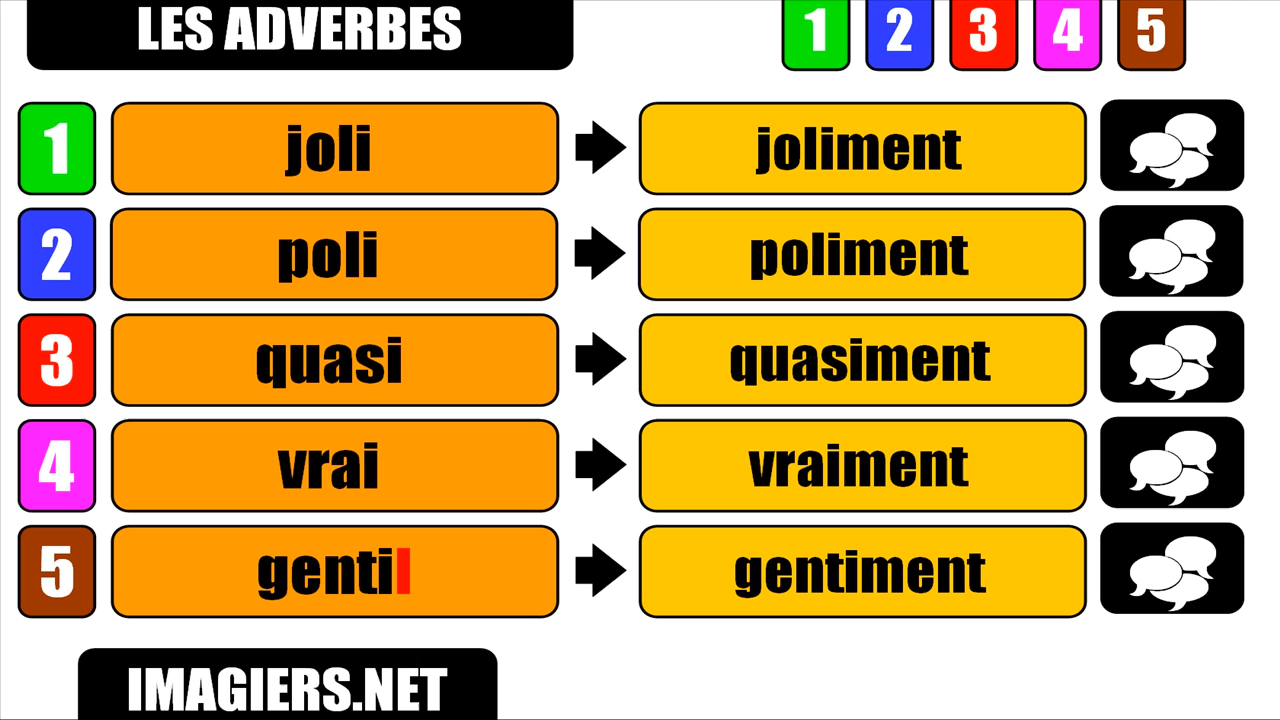 LES ADVERBES 1 2 3 4 5
1 joli joliment
2 poli poliment
3 quasi quasiment
4 vrai vraiment
5 gentil gentiment
IMAGIERS.NET